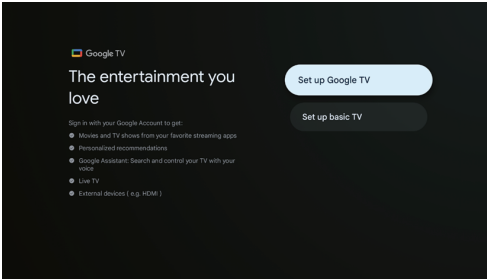 Google TV
The entertainment you
love
Sign in with your Google Account to get:
Movies and TV shows from your favorite streaming apps
Personalized recommendations
Google Assistant: Search and control your TV with your
voice
Live TV
External devices ( e.g. HDMI )
Set up Google TV
Set up basic TV